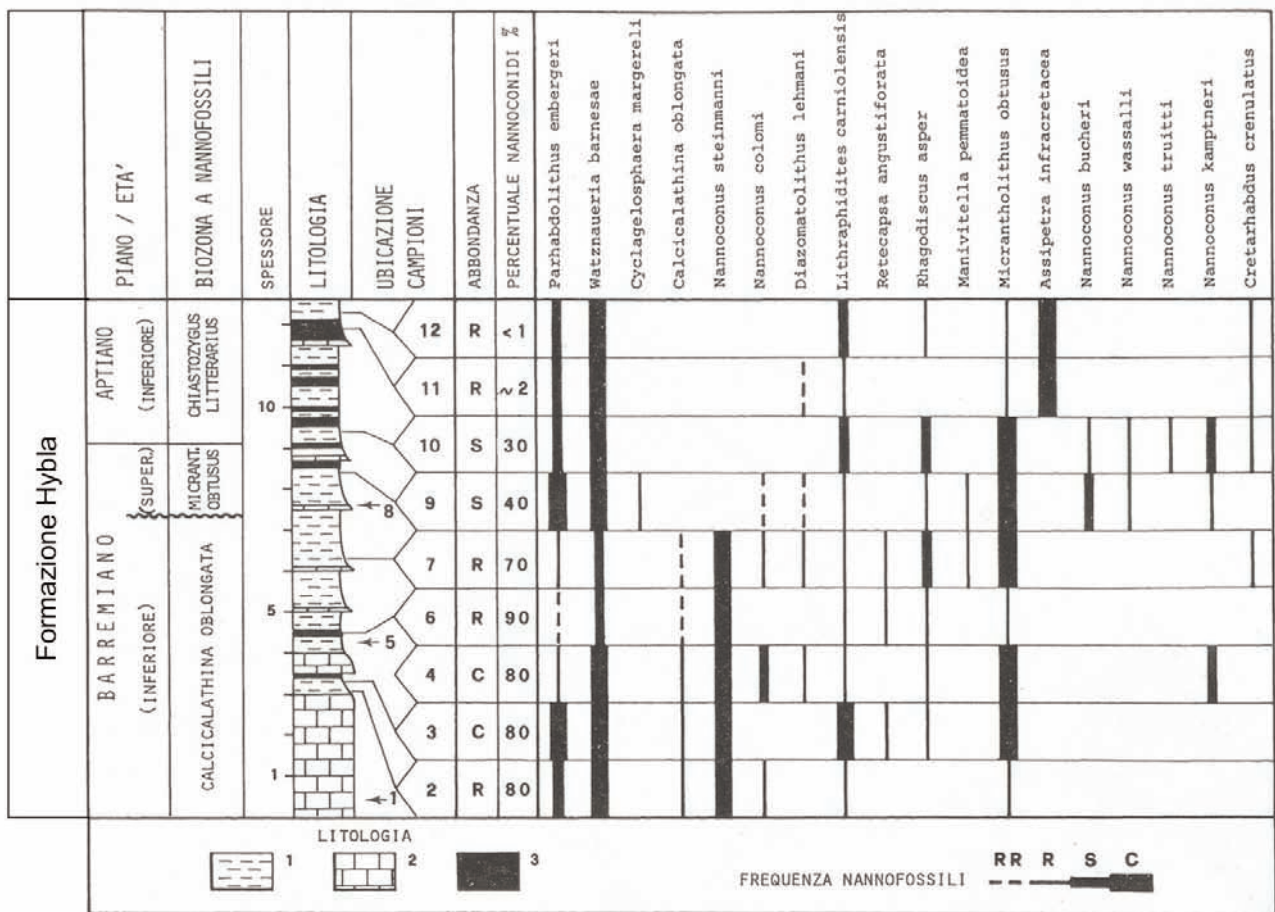 Formazione Hybla
PIANO / ETA'
BIOZONA A NANNOFOSSILI
SPESSORE
LITOLOGIA
UBICAZIONE
CAMPIONI
ABBONDANZA
PERCENTUALE NANNOCONIDI %
Parhabdolithus embergeri
Watznaueria barnesae
Cyclagelosphaera margereli
Calcicalathina oblongata
Nannoconus steinmanni
Nannoconus colomi
Diazomatolithus lehmani
Lithraphidites carniolensis
Retecapsa angustiforata
Rhagodiscus asper
Manivitella pemmatoidea
Micrantholithus obtusus
Assipetra infracretacea
Nannoconus bucheri
Nannoconus wassalli
Nannoconus truitti
Nannoconus kamptneri
Cretarhabdus crenulatus
APTIANO
(INFERIORE)
CHIASTOZYGUS
LITTERARIUS
BARREMIANO
(SUPER.)
MICRANT.
OBTUSUS
(INFERIORE)
CALCICALATHINA OBLONGATA
10
5
1
8
5
1
12 R < 1
11 R ~ 2
10 S 30
9 S 40
7 R 70
6 R 90
4 C 80
3 C 80
2 R 80
LITOLOGIA
1
2
3
FREQUENZA NANNOFOSSILI
RR R S C